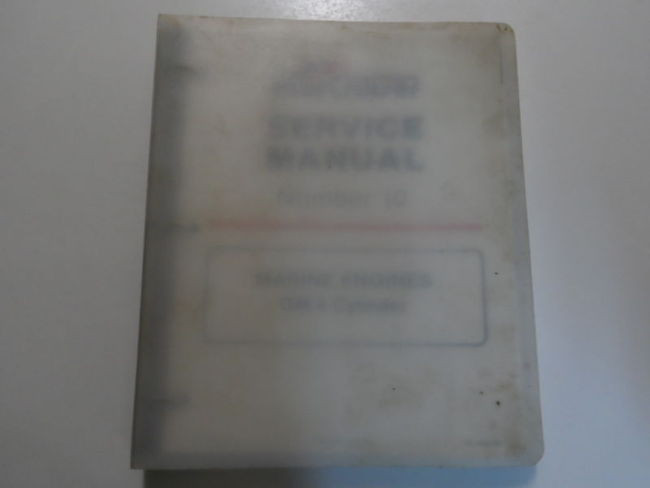 SERVICE
MANUAL
Number 10
MARINE ENGINES
GM 4 Cylinder